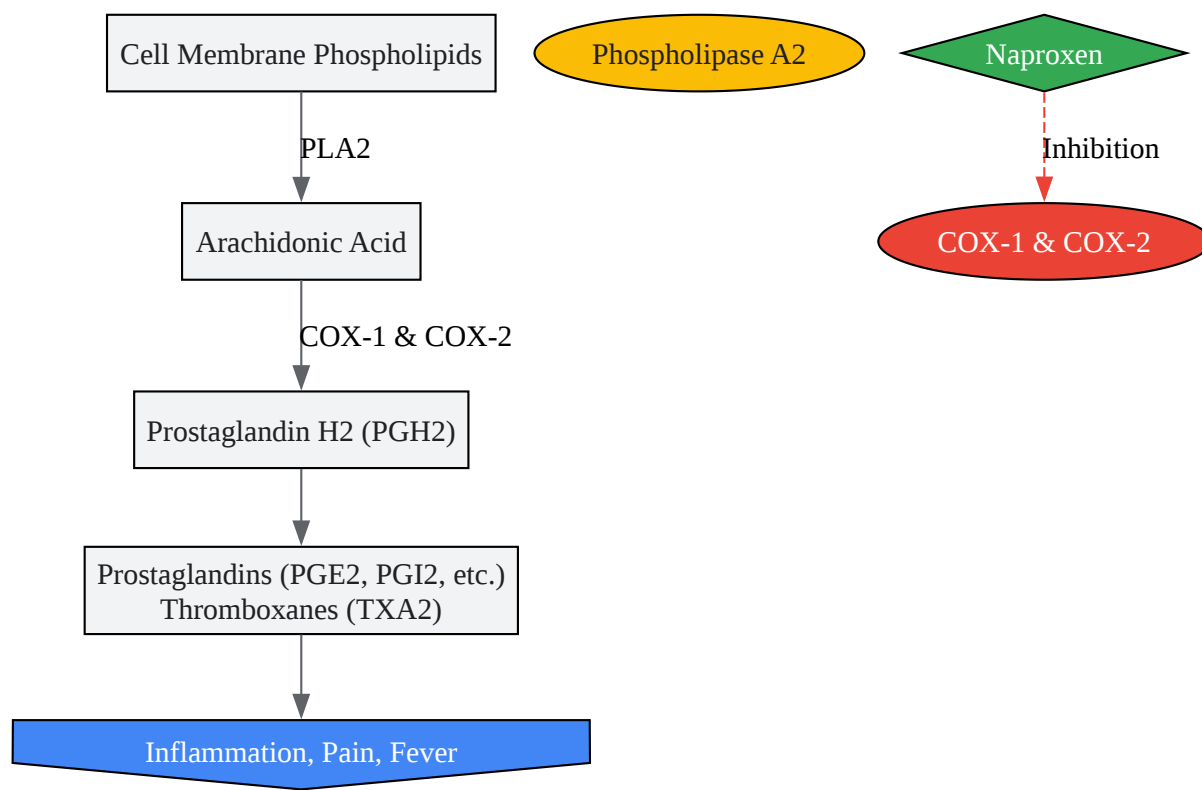 Cell Membrane Phospholipids
Phospholipase A2
Naproxen
PLA2
Inhibition
Arachidonic Acid
COX-1 & COX-2
COX-1 & COX-2
Prostaglandin H2 (PGH2)
Prostaglandins (PGE2, PGI2, etc.)
Thromboxanes (TXA2)
Inflammation, Pain, Fever